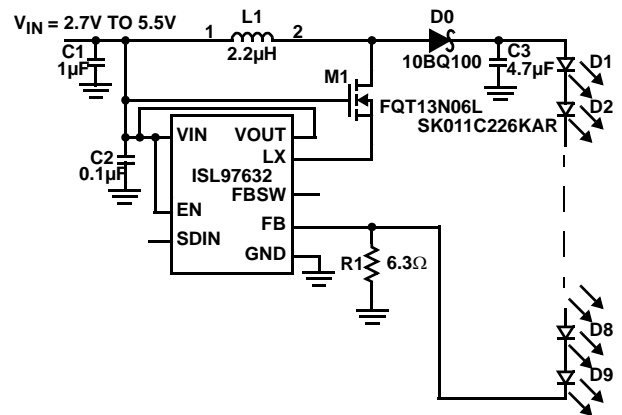 VIN = 2.7V TO 5.5V
C1
1µF
1
L1
2
2.2µH
D0
10BQ100
C3
4.7µF
D1
D2
M1
FQT13N06L
SK011C226KAR
C2
0.1µF
VIN
VOUT
LX
ISL97632
FBSW
EN
FB
SDIN
GND
R1
6.3Ω
D8
D9